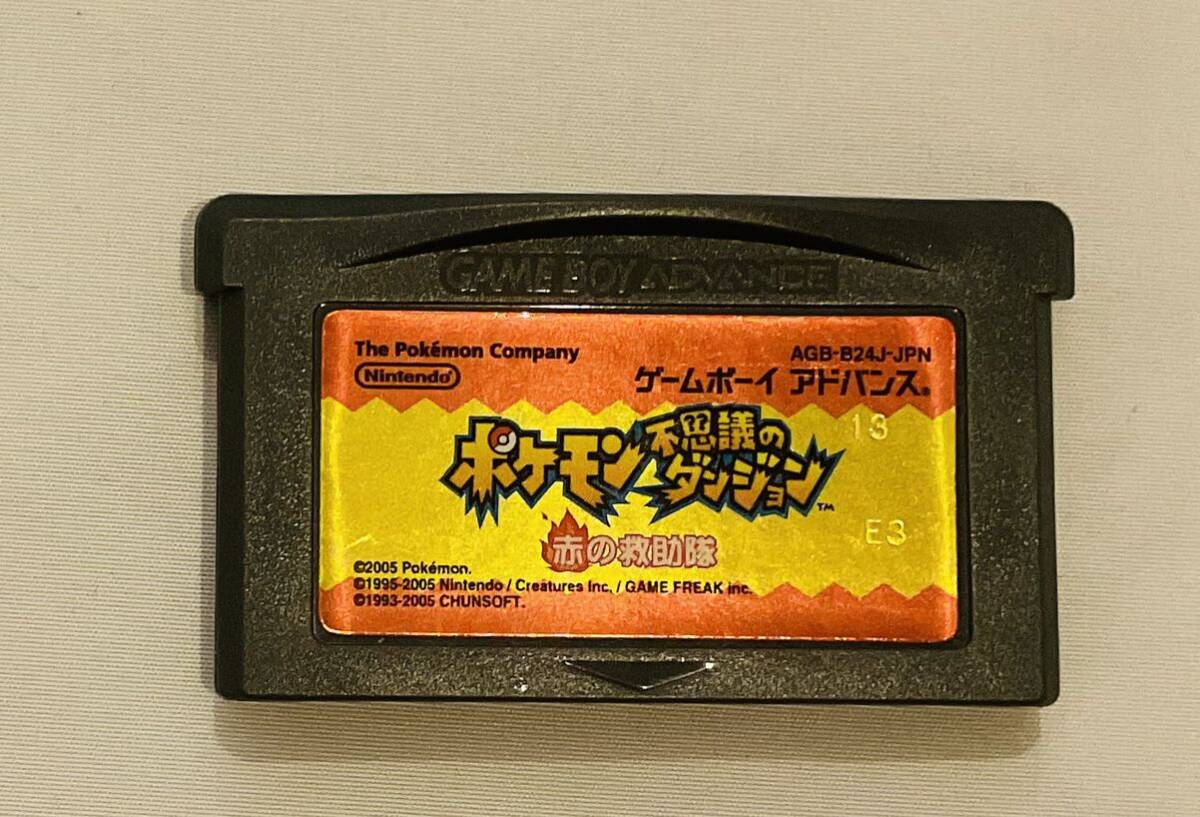 GAME BOY ADVANCE
The Pokémon Company
AGB-B24J-JPN
Nintendo
ゲームボーイ アドバンス®
13
ポケモン不思議のダンジョン™
E3
赤の救助隊
©2005 Pokémon.
©1995-2005 Nintendo / Creatures Inc. / GAME FREAK inc.
©1993-2005 CHUNSOFT.